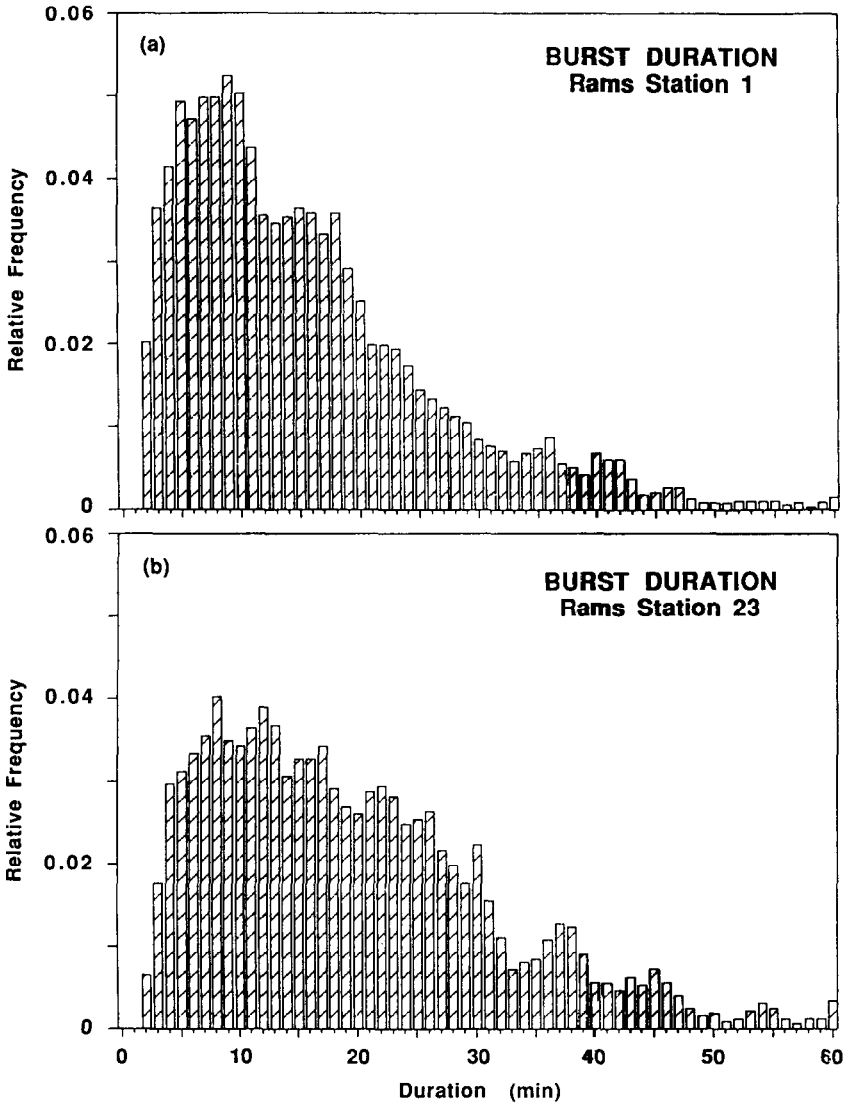 0.06
(a)
BURST DURATION
Rams Station 1
0.04
0.02
0
Relative Frequency
0.06
(b)
BURST DURATION
Rams Station 23
0.04
0.02
0
Relative Frequency
0 10 20 30 40 50 60
Duration (min)